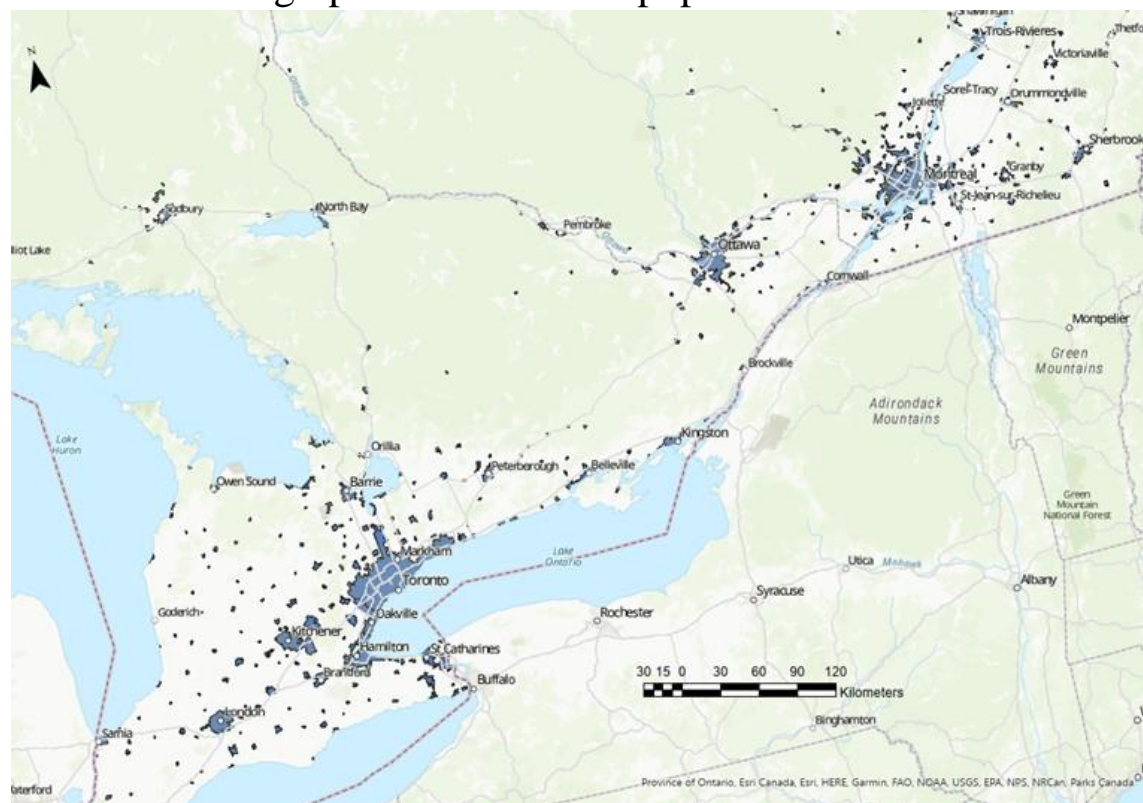 Trois-Rivieres
Victoriaville
Sorel-Tracy
Drummondville
Joliette
Sherbrook
Granby
Montreal
St-Jean-sur-Richelieu
Sudbury
North Bay
Pembroke
Ottawa
lliot Lake
Cornwall
Montpelier
Green
Mountains
Brockville
Adirondack
Mountains
Lake
Huron
Orillia
Kingston
Peterborough
Belleville
Owen Sound
Barrie
Green
Mountain
National Forest
Markham
Lake
Ontario
Utica
Mohawk
Toronto
Syracuse
Albany
Goderich
Oakville
Rochester
Kitchener
Hamilton
St Catharines
Brantford
Buffalo
30 15 0 30 60 90 120
Kilometers
London
Sarnia
Binghamton
aterford
Province of Ontario, Esri Canada, Esri, HERE, Garmin, FAO, NOAA, USGS, EPA, NPS, NRCan, Parks Canada